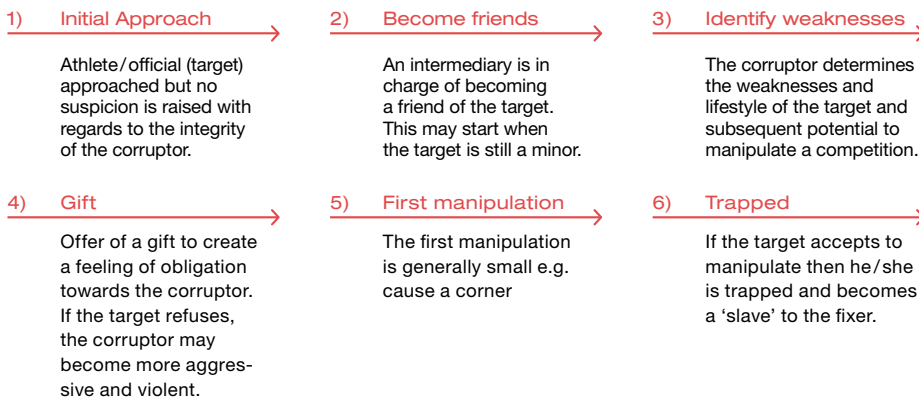 1) Initial Approach
Athlete/official (target)
approached but no
suspicion is raised with
regards to the integrity
of the corruptor.
2) Become friends
An intermediary is in
charge of becoming
a friend of the target.
This may start when
the target is still a minor.
3) Identify weaknesses
The corruptor determines
the weaknesses and
lifestyle of the target and
subsequent potential to
manipulate a competition.
4) Gift
Offer of a gift to create
a feeling of obligation
towards the corruptor.
If the target refuses,
the corruptor may
become more aggres-
sive and violent.
5) First manipulation
The first manipulation
is generally small e.g.
cause a corner
6) Trapped
If the target accepts to
manipulate then he/she
is trapped and becomes
a ‘slave’ to the fixer.